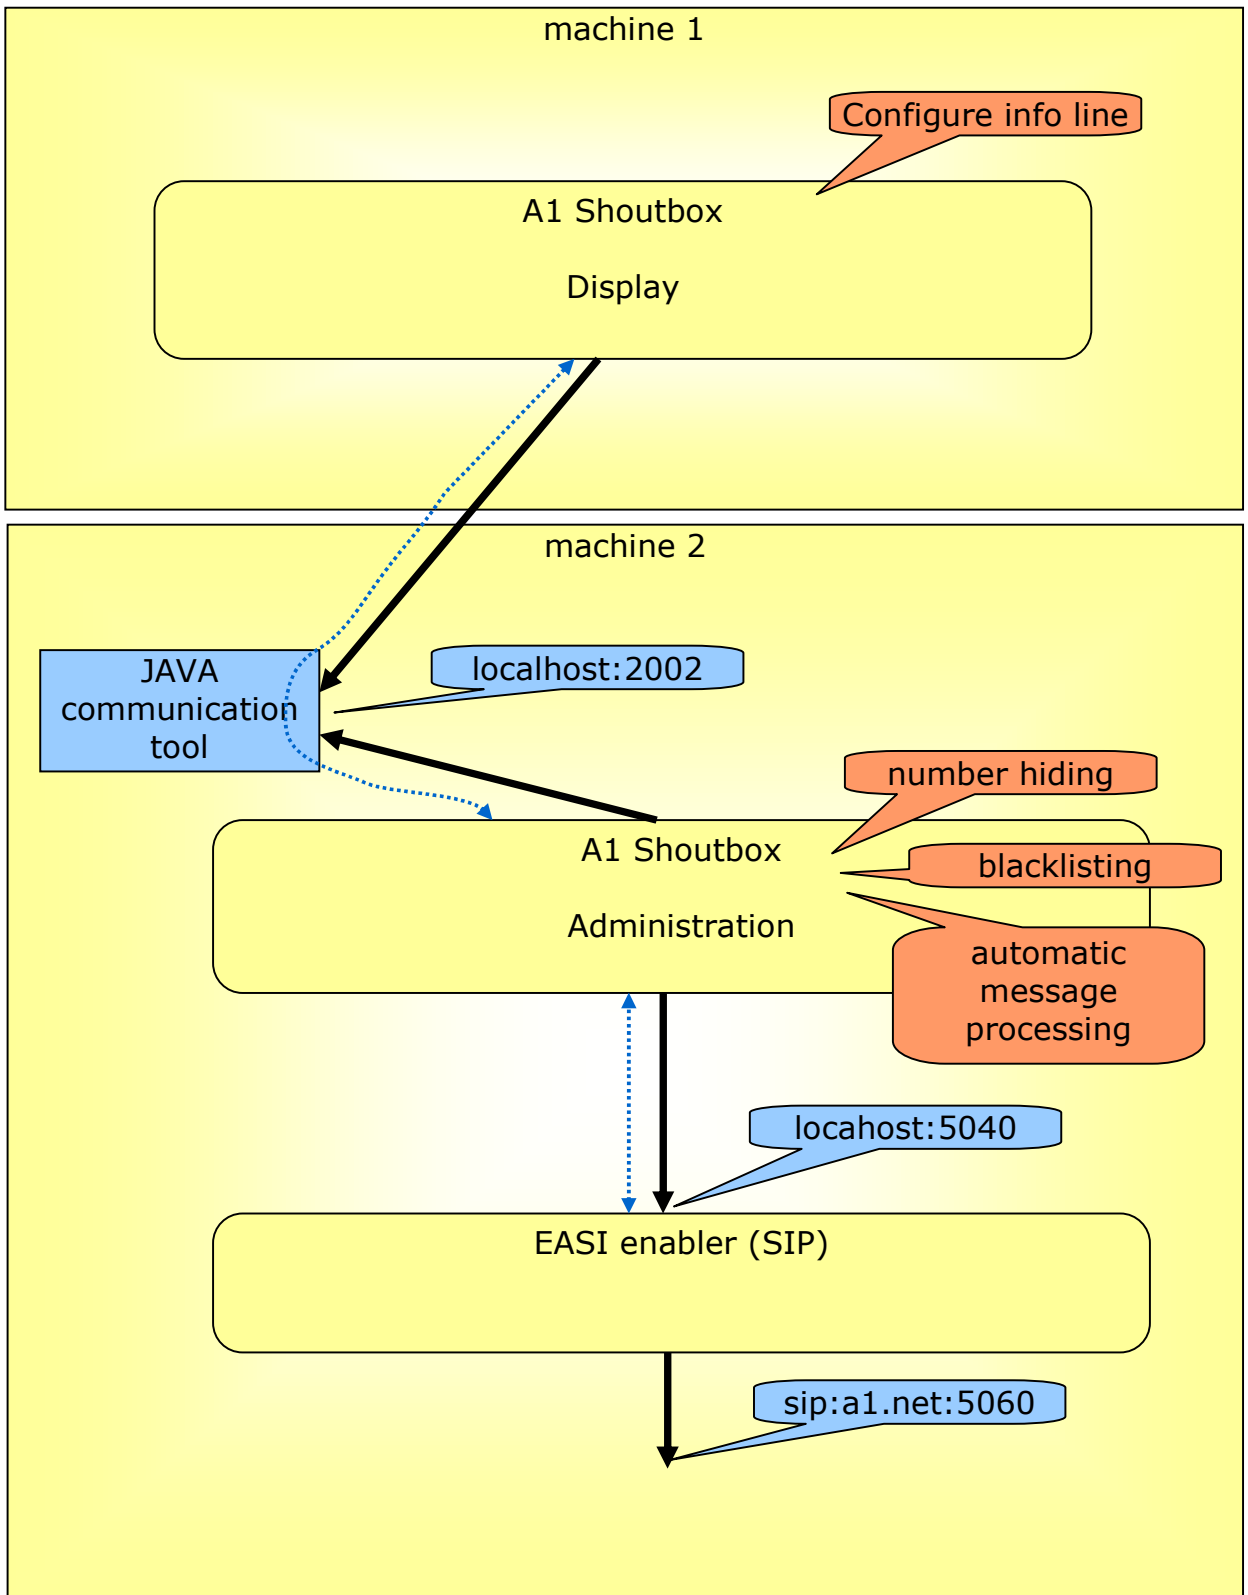 machine 1
Configure info line
A1 Shoutbox
Display
machine 2
JAVA
communication
tool
localhost:2002
number hiding
A1 Shoutbox
blacklisting
Administration
automatic
message
processing
locahost:5040
EASI enabler (SIP)
sip:a1.net:5060